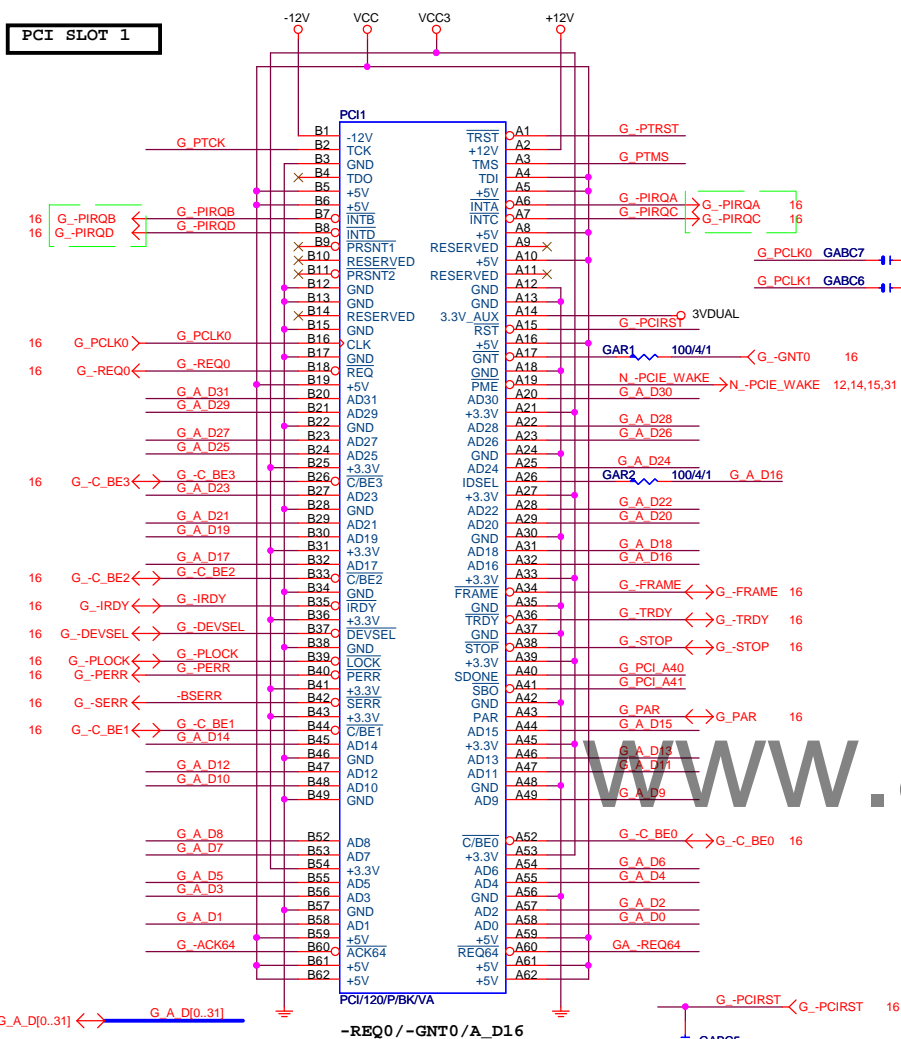 PCI SLOT 1
-12V VCC VCC3 +12V
PCI1
B1 -12V TRST A1 G_-PTRST
G_PTCK B2 TCK +12V A2
B3 GND TMS A3 G_PTMS
B4 TDO TDI A4
B5 +5V +5V A5
B6 +5V INTA A6 G_-PIRQA G_-PIRQA 16
16 G_-PIRQB G_-PIRQB B7 INTB INTC A7 G_-PIRQC G_-PIRQC 16
16 G_-PIRQD G_-PIRQD B8 INTD +5V A8
B9 PRSNT1 RESERVED A9
B10 RESERVED +5V A10 G_PCLK0 GABC7
B11 PRSNT2 RESERVED A11
B12 GND GND A12 G_PCLK1 GABC6
B13 GND GND A13
B14 RESERVED 3.3V_AUX A14 3VDUAL
B15 GND RST A15 G_-PCIRST
16 G_PCLK0 G_PCLK0 B16 CLK +5V A16
B17 GND GNT A17 GAR1 100/4/1 G_-GNT0 16
16 G_-REQ0 G_-REQ0 B18 REQ GND A18
B19 +5V PME A19 N_-PCIE_WAKE N_-PCIE_WAKE 12,14,15,31
G_A_D31 B20 AD31 AD30 A20 G_A_D30
G_A_D29 B21 AD29 +3.3V A21
B22 GND AD28 A22 G_A_D28
G_A_D27 B23 AD27 AD26 A23 G_A_D26
G_A_D25 B24 AD25 GND A24
B25 +3.3V AD24 A25 G_A_D24
16 G_-C_BE3 G_-C_BE3 B26 C/BE3 IDSEL A26 GAR2 100/4/1 G_A_D16
G_A_D23 B27 AD23 +3.3V A27
B28 GND AD22 A28 G_A_D22
G_A_D21 B29 AD21 AD20 A29 G_A_D20
G_A_D19 B30 AD19 GND A30
B31 +3.3V AD18 A31 G_A_D18
G_A_D17 B32 AD17 AD16 A32 G_A_D16
16 G_-C_BE2 G_-C_BE2 B33 C/BE2 +3.3V A33
B34 GND FRAME A34 G_-FRAME G_-FRAME 16
16 G_-IRDY G_-IRDY B35 IRDY GND A35
B36 +3.3V TRDY A36 G_-TRDY G_-TRDY 16
16 G_-DEVSEL G_-DEVSEL B37 DEVSEL GND A37
B38 GND STOP A38 G_-STOP G_-STOP 16
16 G_-PLOCK G_-PLOCK B39 LOCK +3.3V A39
16 G_-PERR G_-PERR B40 PERR SDONE A40 G_PCI_A40
B41 +3.3V SBO A41 G_PCI_A41
16 G_-SERR -BSERR B42 SERR GND A42
B43 +3.3V PAR A43 G_PAR G_PAR 16
16 G_-C_BE1 G_-C_BE1 B44 C/BE1 AD15 A44 G_A_D15
G_A_D14 B45 AD14 +3.3V A45
B46 GND AD13 A46 G_A_D13
G_A_D12 B47 AD12 AD11 A47 G_A_D11
G_A_D10 B48 AD10 GND A48
B49 GND AD9 A49 G_A_D9
www.
G_A_D8 B52 AD8 C/BE0 A52 G_-C_BE0 G_-C_BE0 16
G_A_D7 B53 AD7 +3.3V A53
B54 +3.3V AD6 A54 G_A_D6
G_A_D5 B55 AD5 AD4 A55 G_A_D4
G_A_D3 B56 AD3 GND A56
B57 GND AD2 A57 G_A_D2
G_A_D1 B58 AD1 AD0 A58 G_A_D0
B59 +5V +5V A59
G_-ACK64 B60 ACK64 REQ64 A60 GA_-REQ64
B61 +5V +5V A61
B62 +5V +5V A62
PCI/120/P/BK/VA
G_A_D[0..31] G_A_D[0..31]
G_-PCIRST G_-PCIRST 16
-REQ0/-GNT0/A_D16